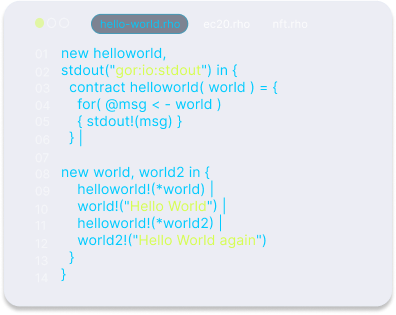 hello-world.rho ec20.rho nft.rho
01 new helloworld,
02 stdout("gor:io:stdout") in {
03 contract helloworld( world ) = {
04 for( @msg < - world )
05 { stdout!(msg) }
06 } |
07
08 new world, world2 in {
09 helloworld!(*world) |
10 world!("Hello World") |
11 helloworld!(*world2) |
12 world2!("Hello World again")
13 }
14 }